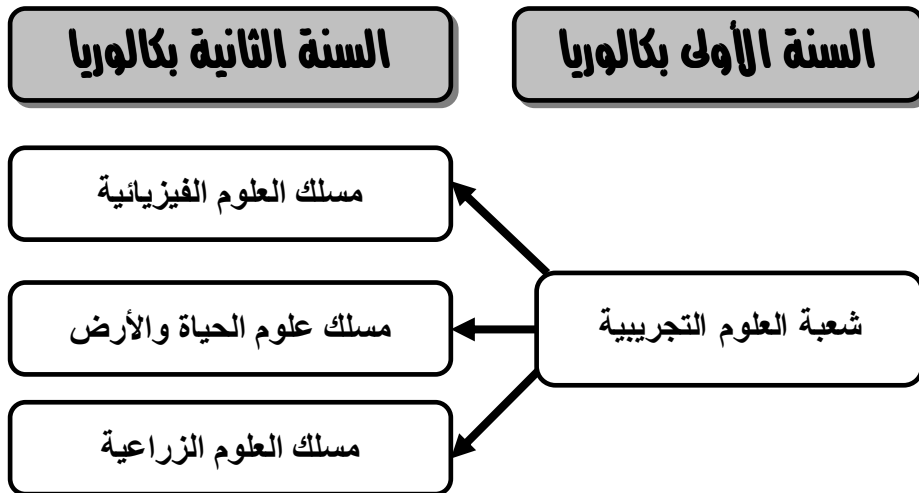 السنة الأولى بكالوريا
السنة الثانية بكالوريا
شعبة العلوم التجريبية
مسلك العلوم الفيزيائية
مسلك علوم الحياة والأرض
مسلك العلوم الزراعية